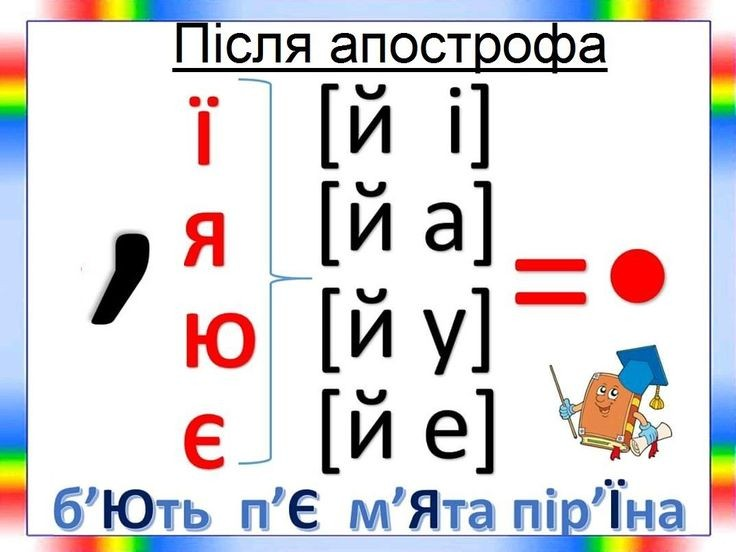 Після апострофа
ї [й і]
я [й а]
’ = •
ю [й у]
є [й е]
б’Ють п’Є м’Ята пір’Їна